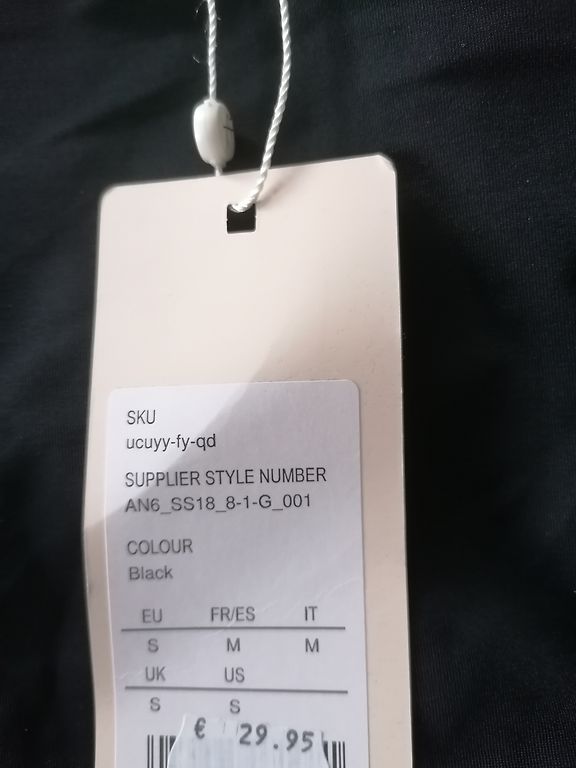 SKU
ucuyy-fy-qd
SUPPLIER STYLE NUMBER
AN6_SS18_8-1-G_001
COLOUR
Black
EU FR/ES IT
S M M
UK US
S S
€ 29.95